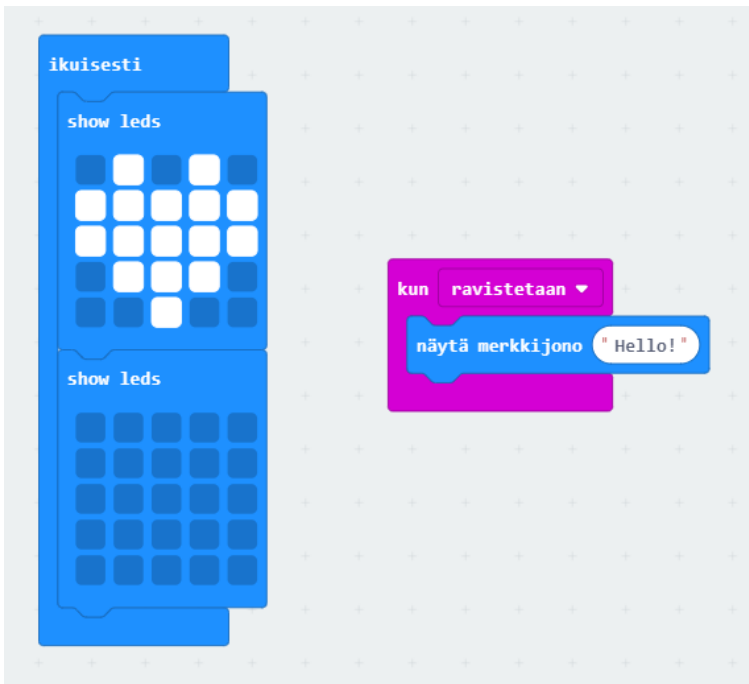 ikuisesti
show leds
show leds
kun ravistetaan
näytä merkkijono "Hello!"